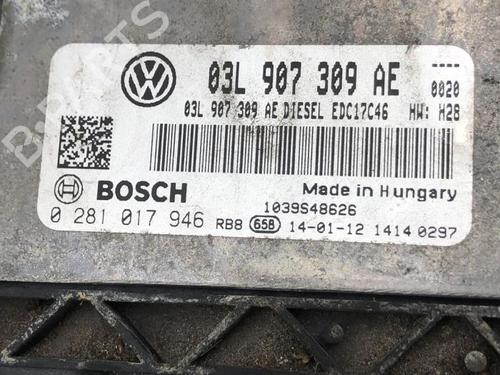 03L 907 309 AE
----
0020
03L 907 309 AE DIESEL EDC17C46 HW: H28
BOSCH
Made in Hungary
1039S48626
0 281 017 946 RB8 658 14-01-12 1414 0297